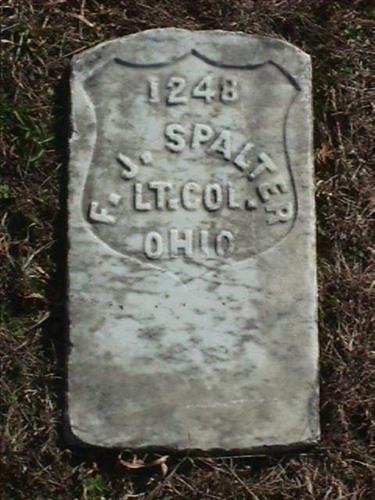 1248
F. J. SPALTER
LT. COL.
OHIO